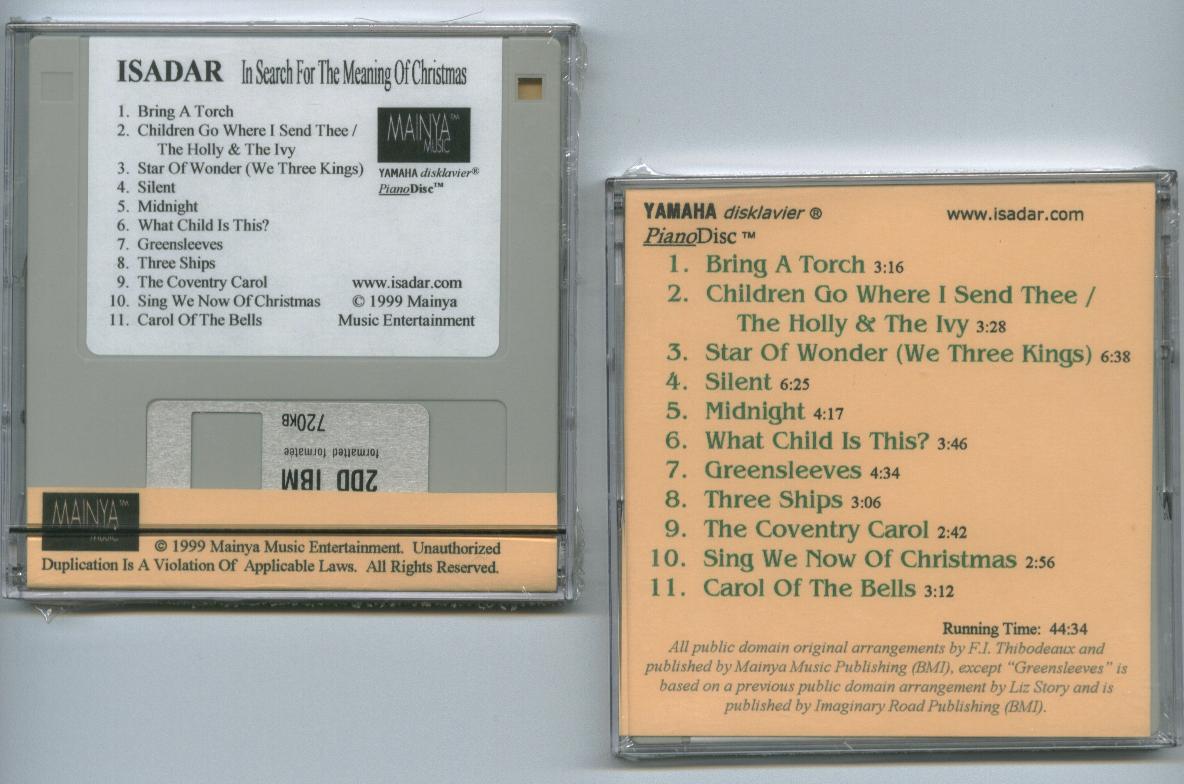 ISADAR In Search For The Meaning Of Christmas
1. Bring A Torch
2. Children Go Where I Send Thee /
The Holly & The Ivy
3. Star Of Wonder (We Three Kings)
4. Silent
5. Midnight
6. What Child Is This?
7. Greensleeves
8. Three Ships
9. The Coventry Carol
10. Sing We Now Of Christmas
11. Carol Of The Bells
MAINYA™
MUSIC
YAMAHA disklavier®
PianoDisc™
www.isadar.com
© 1999 Mainya
Music Entertainment
720KB
formatted formatee
2DD IBM
MAINYA™
MUSIC
© 1999 Mainya Music Entertainment. Unauthorized
Duplication Is A Violation Of Applicable Laws. All Rights Reserved.
YAMAHA disklavier ®
PianoDisc ™
www.isadar.com
1. Bring A Torch 3:16
2. Children Go Where I Send Thee /
The Holly & The Ivy 3:28
3. Star Of Wonder (We Three Kings) 6:38
4. Silent 6:25
5. Midnight 4:17
6. What Child Is This? 3:46
7. Greensleeves 4:34
8. Three Ships 3:06
9. The Coventry Carol 2:42
10. Sing We Now Of Christmas 2:56
11. Carol Of The Bells 3:12
Running Time: 44:34
All public domain original arrangements by F.I. Thibodeaux and
published by Mainya Music Publishing (BMI), except “Greensleeves” is
based on a previous public domain arrangement by Liz Story and is
published by Imaginary Road Publishing (BMI).